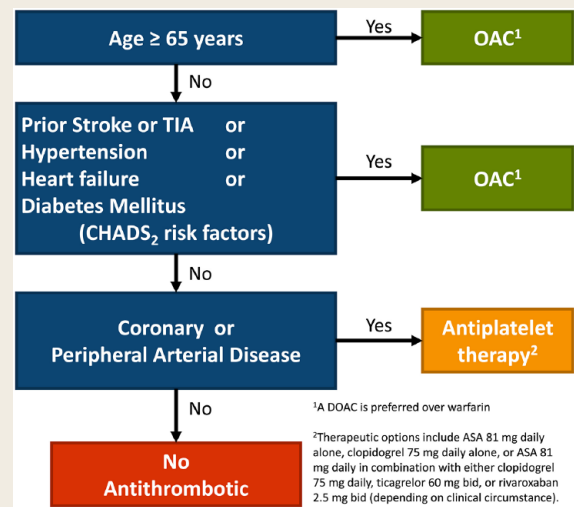 Age ≥ 65 years
Yes
OAC¹
No
Prior Stroke or TIA or
Hypertension or
Heart failure or
Diabetes Mellitus
(CHADS₂ risk factors)
Yes
OAC¹
No
Coronary or
Peripheral Arterial Disease
Yes
Antiplatelet
therapy²
No
No
Antithrombotic
¹A DOAC is preferred over warfarin
²Therapeutic options include ASA 81 mg daily
alone, clopidogrel 75 mg daily alone, or ASA 81
mg daily in combination with either clopidogrel
75 mg daily, ticagrelor 60 mg bid, or rivaroxaban
2.5 mg bid (depending on clinical circumstance).